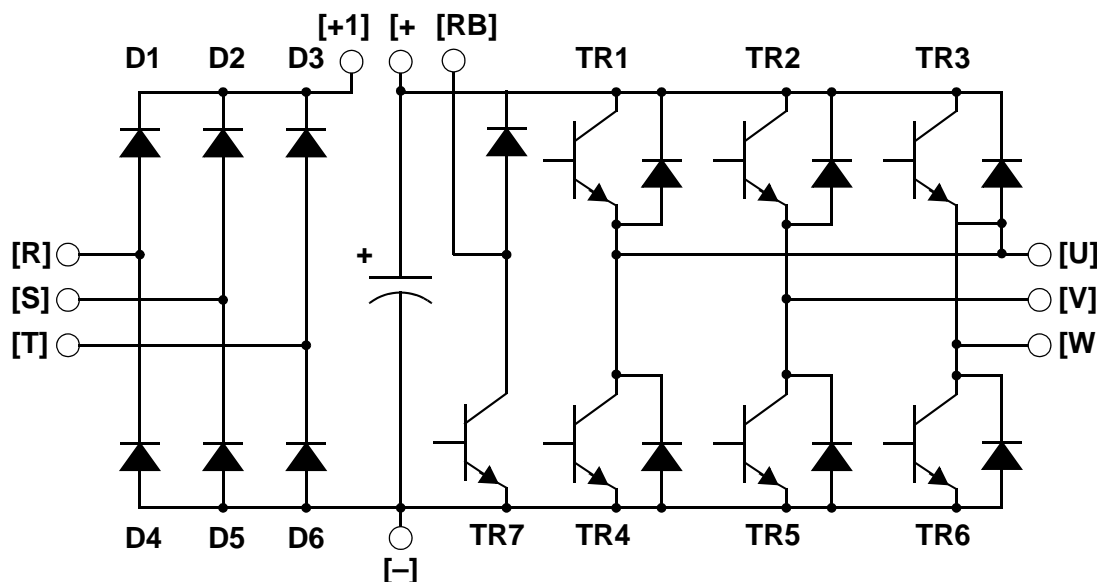 [+1] [+ [RB]
D1 D2 D3 TR1 TR2 TR3
[R] + [U]
[S] [V]
[T] [W
D4 D5 D6 TR7 TR4 TR5 TR6
[–]